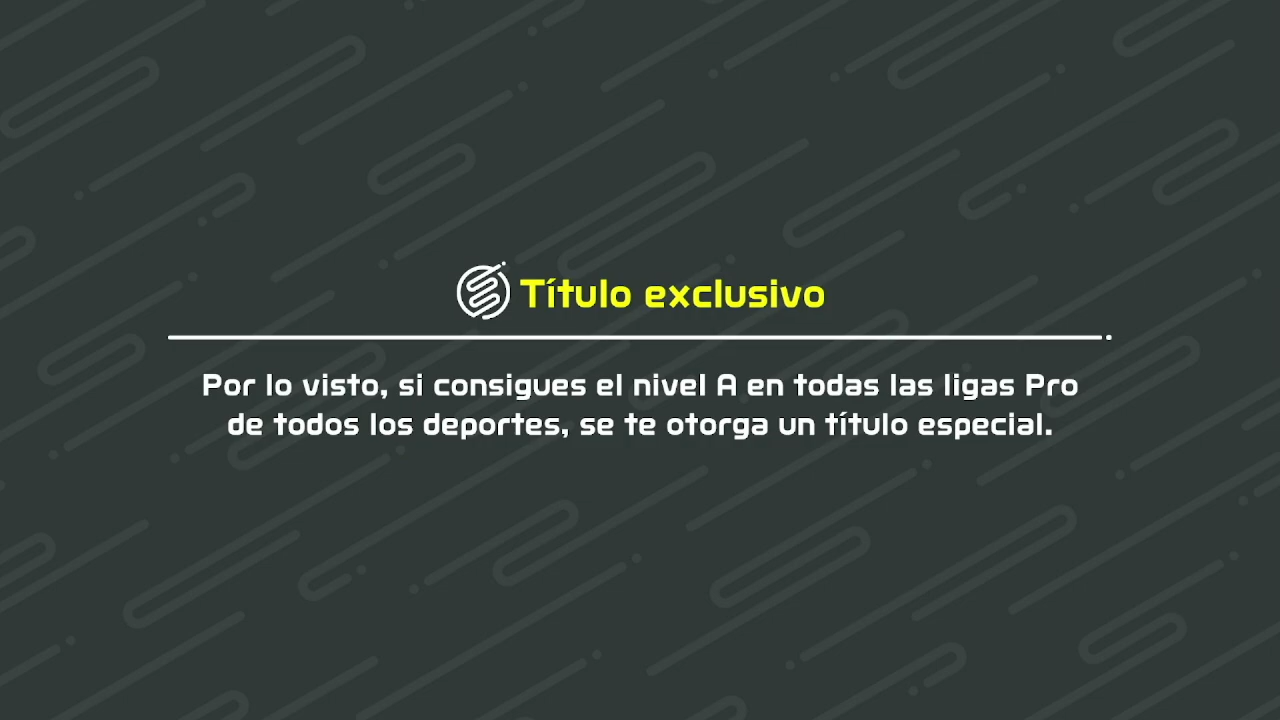 Título exclusivo
Por lo visto, si consigues el nivel A en todas las ligas Pro
de todos los deportes, se te otorga un título especial.